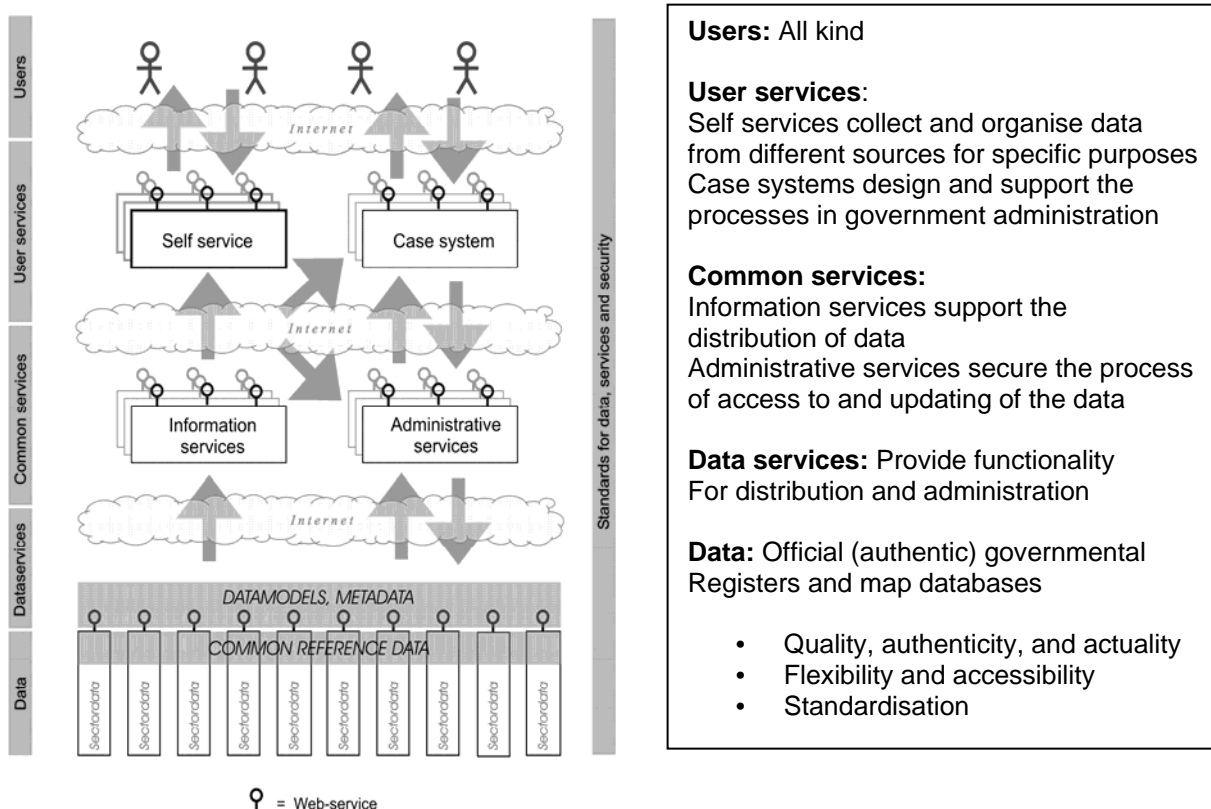 Users
User services
Common services
Dataservices
Data
Internet
Self service
Case system
Internet
Information
services
Administrative
services
Internet
DATAMODELS, METADATA
COMMON REFERENCE DATA
Sectordata
Sectordata
Sectordata
Sectordata
Sectordata
Sectordata
Sectordata
Sectordata
Sectordata
Sectordata
= Web-service
Standards for data, services and security
Users: All kind
User services:
Self services collect and organise data
from different sources for specific purposes
Case systems design and support the
processes in government administration
Common services:
Information services support the
distribution of data
Administrative services secure the process
of access to and updating of the data
Data services: Provide functionality
For distribution and administration
Data: Official (authentic) governmental
Registers and map databases
• Quality, authenticity, and actuality
• Flexibility and accessibility
• Standardisation